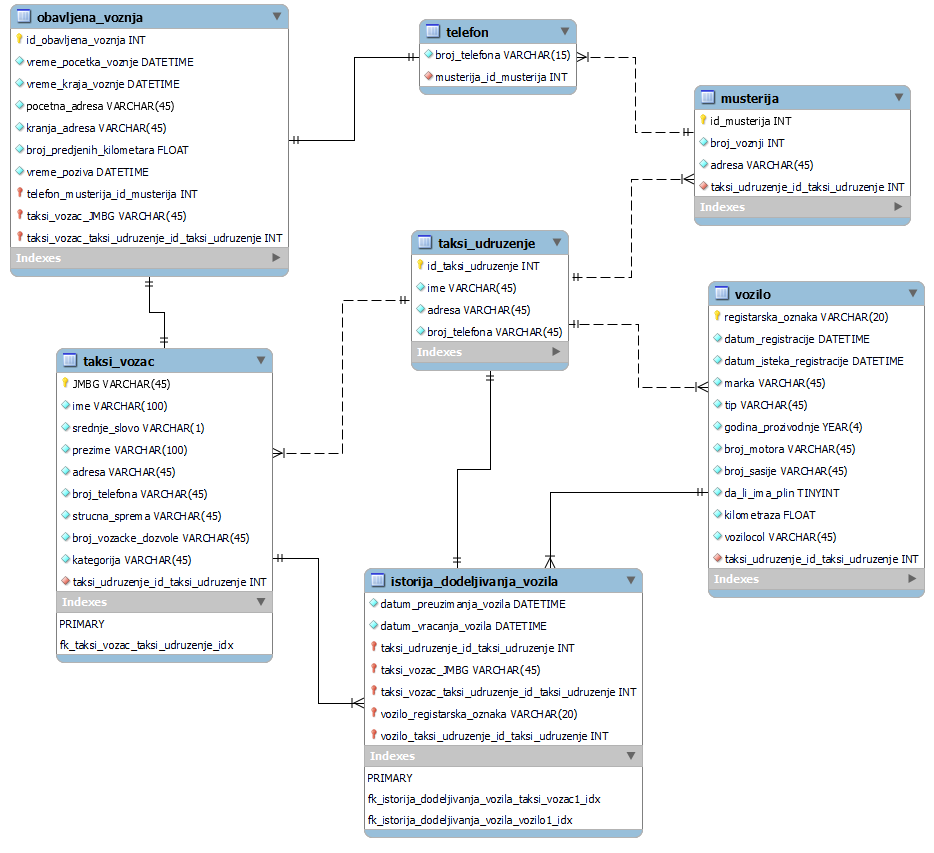 obavljena_voznja
id_obavljena_voznja INT
vreme_pocetka_voznje DATETIME
vreme_kraja_voznje DATETIME
pocetna_adresa VARCHAR(45)
kranja_adresa VARCHAR(45)
broj_predjenih_kilometara FLOAT
vreme_poziva DATETIME
telefon_musterija_id_musterija INT
taksi_vozac_JMBG VARCHAR(45)
taksi_vozac_taksi_udruzenje_id_taksi_udruzenje INT
Indexes
telefon
broj_telefona VARCHAR(15)
musterija_id_musterija INT
musterija
id_musterija INT
broj_voznji INT
adresa VARCHAR(45)
taksi_udruzenje_id_taksi_udruzenje INT
Indexes
taksi_udruzenje
id_taksi_udruzenje INT
ime VARCHAR(45)
adresa VARCHAR(45)
broj_telefona VARCHAR(45)
Indexes
vozilo
registarska_oznaka VARCHAR(20)
datum_registracije DATETIME
datum_isteka_registracije DATETIME
marka VARCHAR(45)
tip VARCHAR(45)
godina_prozivodnje YEAR(4)
broj_motora VARCHAR(45)
broj_sasije VARCHAR(45)
da_li_ima_plin TINYINT
kilometraza FLOAT
vozilocol VARCHAR(45)
taksi_udruzenje_id_taksi_udruzenje INT
Indexes
taksi_vozac
JMBG VARCHAR(45)
ime VARCHAR(100)
srednje_slovo VARCHAR(1)
prezime VARCHAR(100)
adresa VARCHAR(45)
broj_telefona VARCHAR(45)
strucna_sprema VARCHAR(45)
broj_vozacke_dozvole VARCHAR(45)
kategorija VARCHAR(45)
taksi_udruzenje_id_taksi_udruzenje INT
Indexes
PRIMARY
fk_taksi_vozac_taksi_udruzenje_idx
istorija_dodeljivanja_vozila
datum_preuzimanja_vozila DATETIME
datum_vracanja_vozila DATETIME
taksi_udruzenje_id_taksi_udruzenje INT
taksi_vozac_JMBG VARCHAR(45)
taksi_vozac_taksi_udruzenje_id_taksi_udruzenje INT
vozilo_registarska_oznaka VARCHAR(20)
vozilo_taksi_udruzenje_id_taksi_udruzenje INT
Indexes
PRIMARY
fk_istorija_dodeljivanja_vozila_taksi_vozac1_idx
fk_istorija_dodeljivanja_vozila_vozilo1_idx